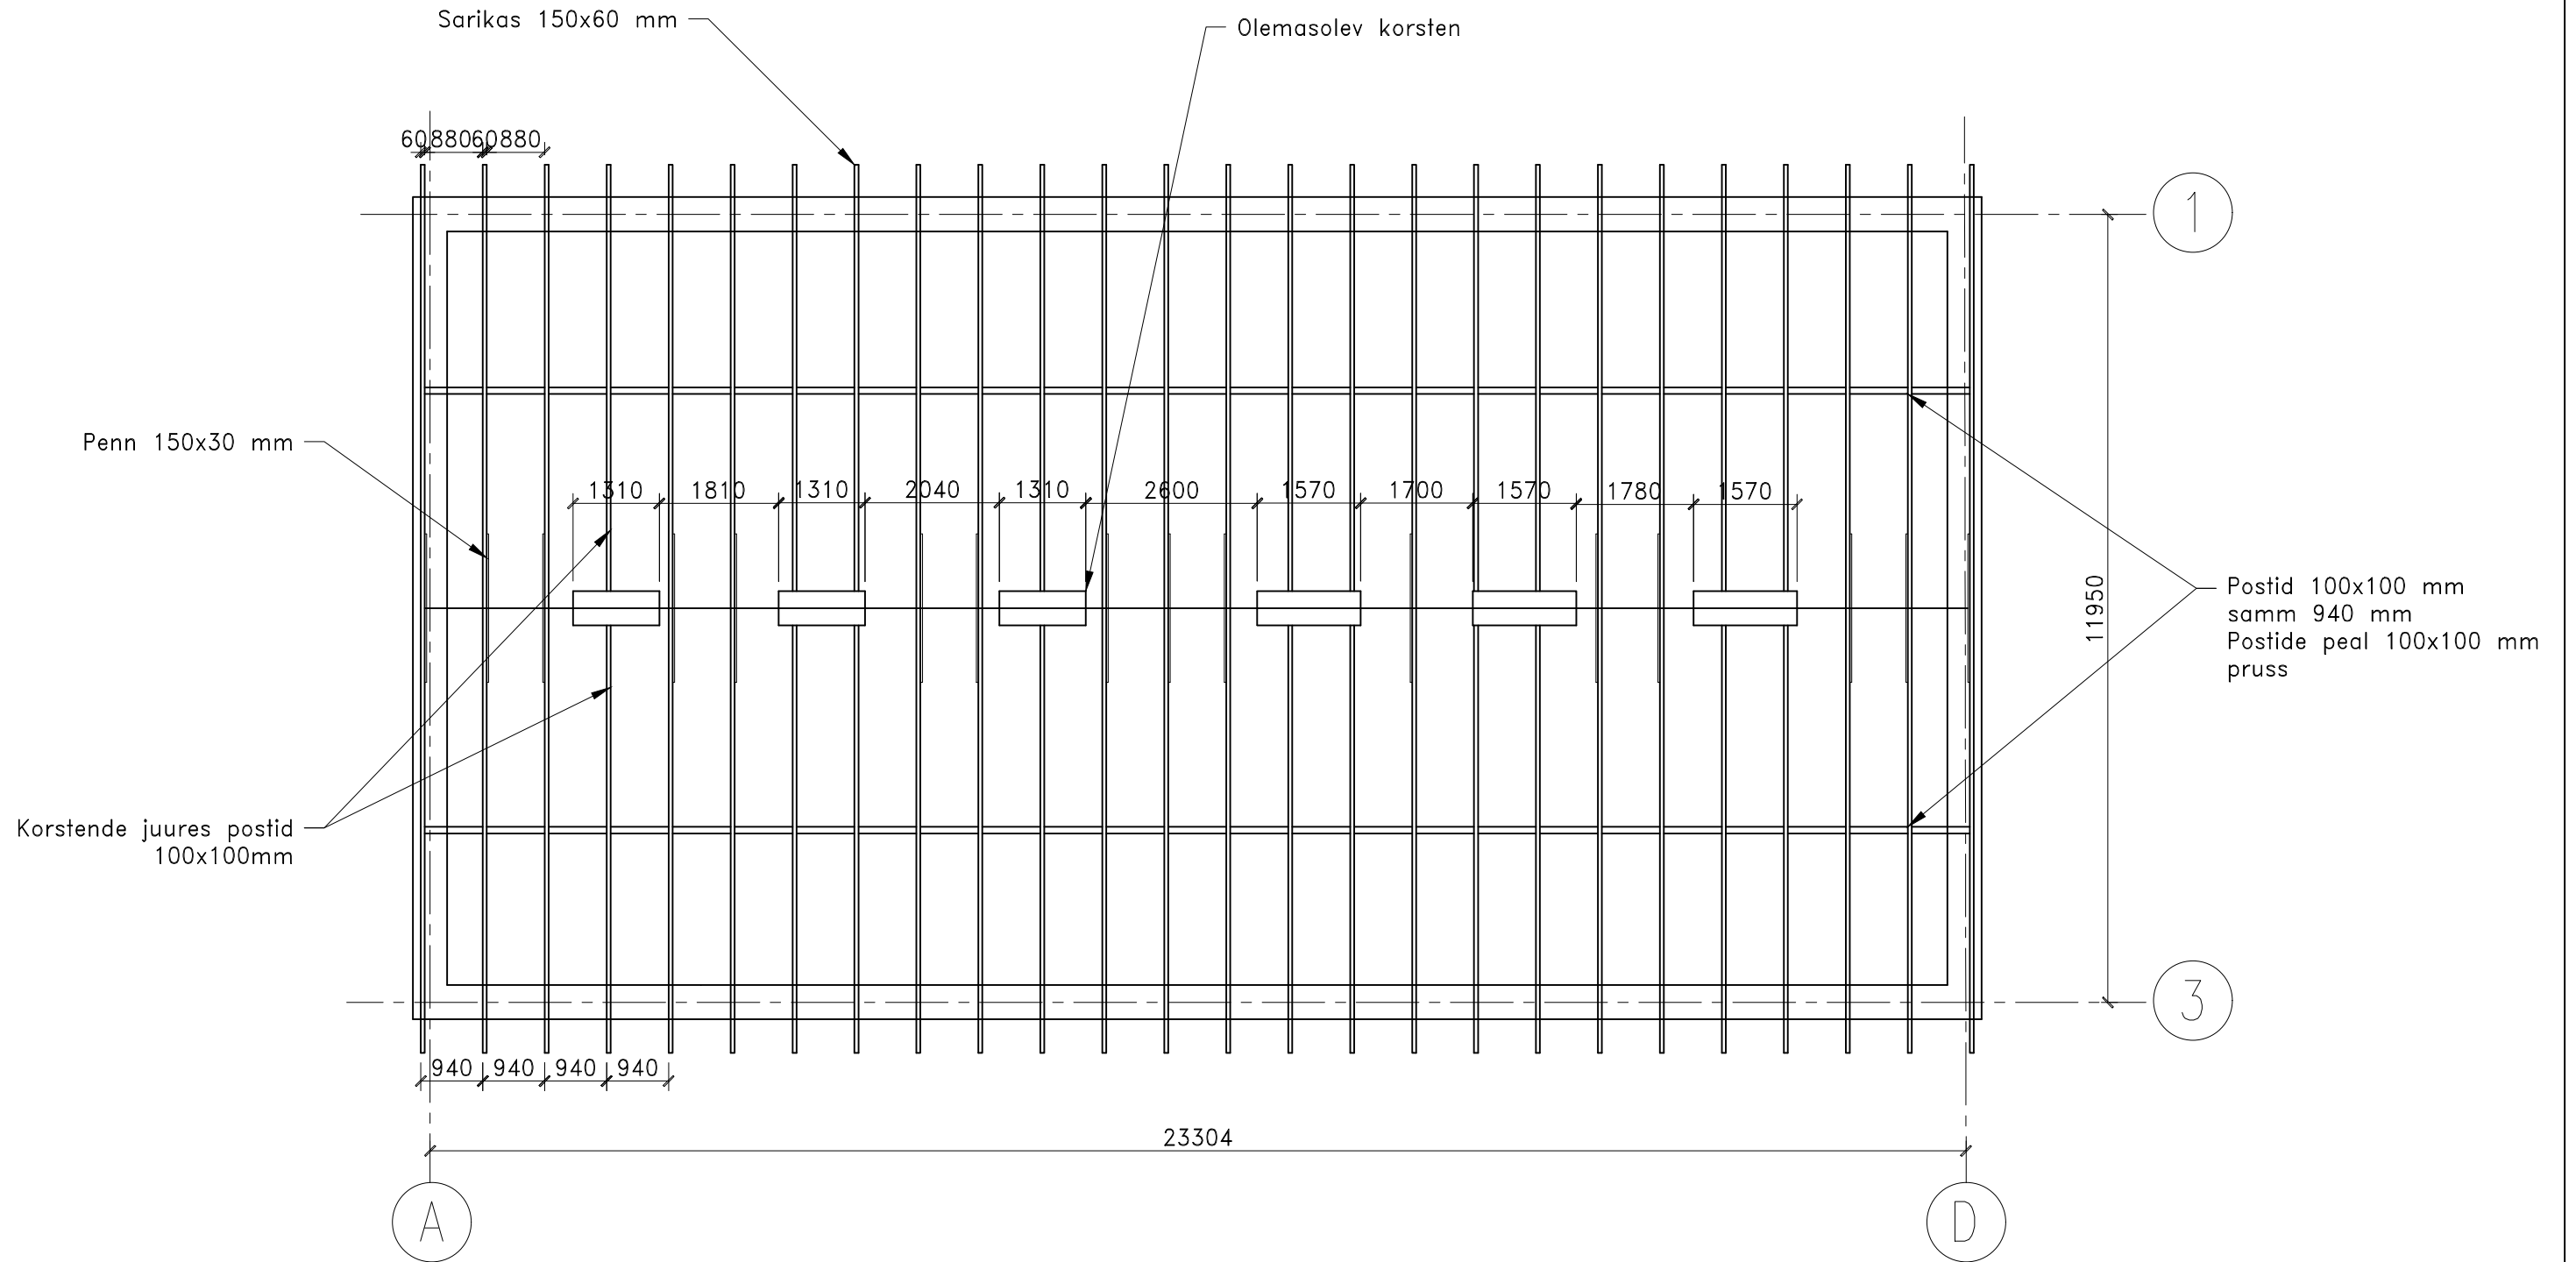 Sarikas 150x60 mm
Olemasolev korsten
60 880 60 880
1
Penn 150x30 mm
1310 1810 1310 2040 1310 2600 1570 1700 1570 1780 1570
11950
Postid 100x100 mm
samm 940 mm
Postide peal 100x100 mm
pruss
Korstende juures postid
100x100mm
3
940 940 940 940
23304
A
D